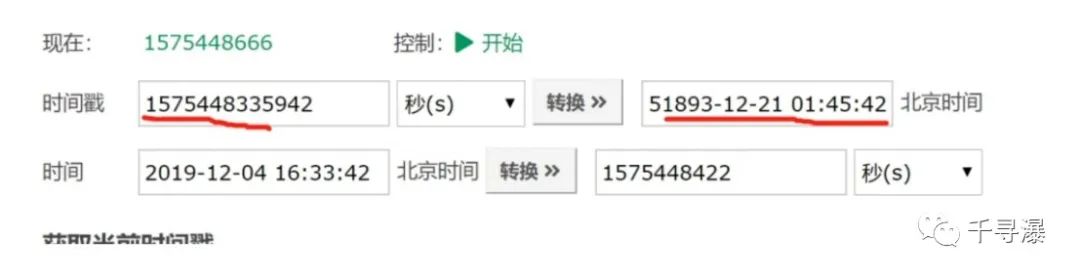 现在： 1575448666 控制： 开始
时间戳 1575448335942 秒(s) 转换 » 51893-12-21 01:45:42 北京时间
时间 2019-12-04 16:33:42 北京时间 转换 » 1575448422 秒(s)
获取当前时间戳
千寻瀑